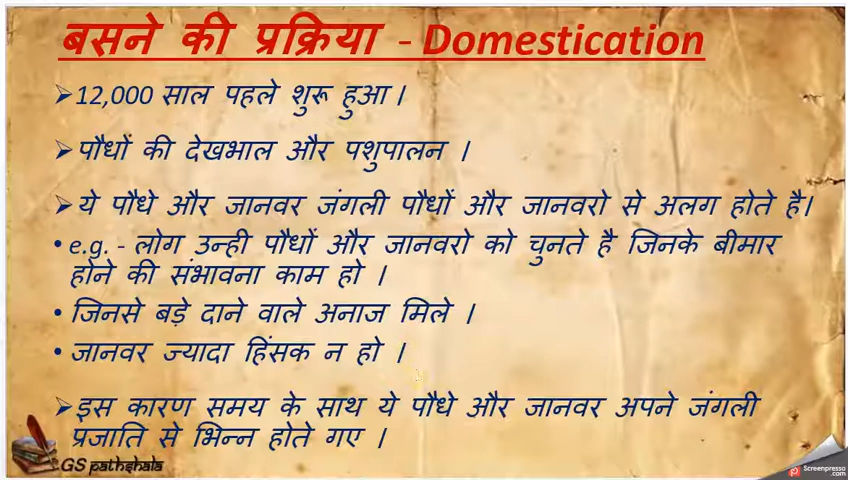 बसने की प्रक्रिया - Domestication
➢12,000 साल पहले शुरू हुआ ।
➢पौधों की देखभाल और पशुपालन ।
➢ये पौधे और जानवर जंगली पौधों और जानवरो से अलग होते है।
•e.g. - लोग उन्ही पौधों और जानवरो को चुनते है जिनके बीमार
होने की संभावना काम हो ।
• जिनसे बड़े दाने वाले अनाज मिले ।
• जानवर ज्यादा हिंसक न हो ।
➢इस कारण समय के साथ ये पौधे और जानवर अपने जंगली
प्रजाति से भिन्न होते गए ।
GS pathshala
Screenpresso